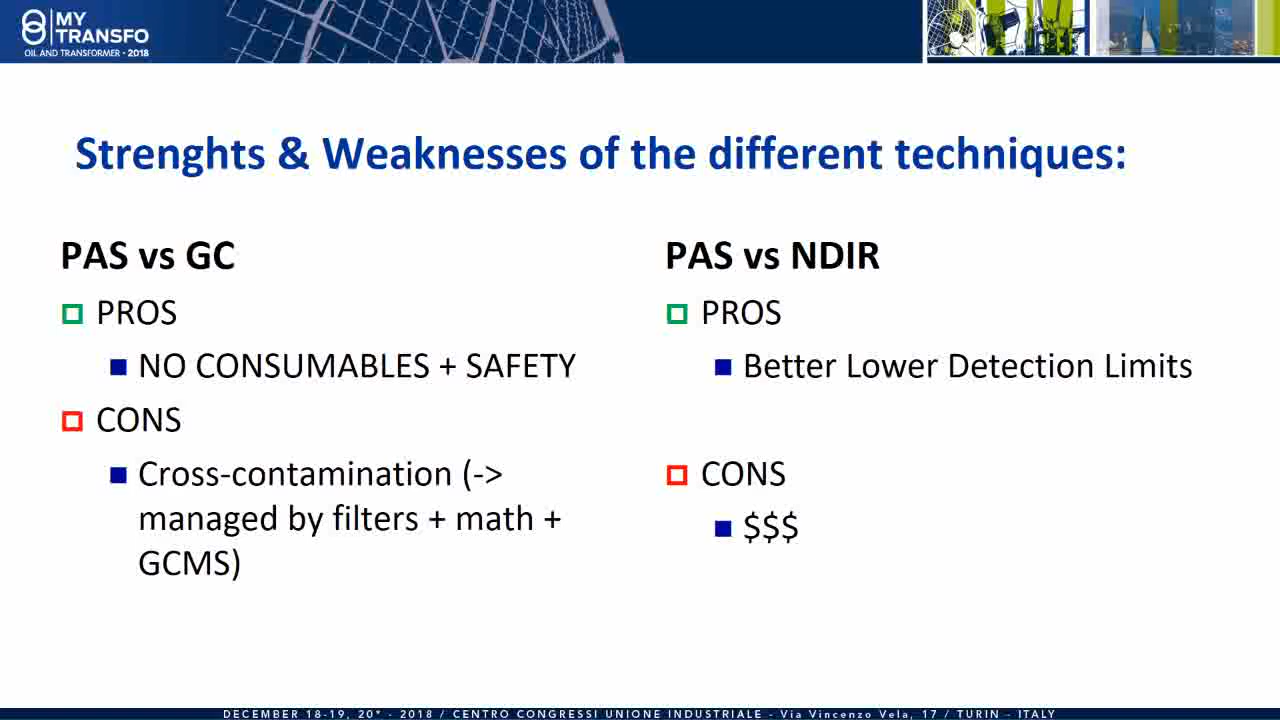 MY
TRANSFO
OIL AND TRANSFORMER • 2018
Strenghts & Weaknesses of the different techniques:
PAS vs GC
PROS
NO CONSUMABLES + SAFETY
CONS
Cross-contamination (->
managed by filters + math +
GCMS)
PAS vs NDIR
PROS
Better Lower Detection Limits
CONS
$$$
DECEMBER 18-19, 20* - 2018 / CENTRO CONGRESSI UNIONE INDUSTRIALE - Via Vincenzo Vela, 17 / TURIN - ITALY